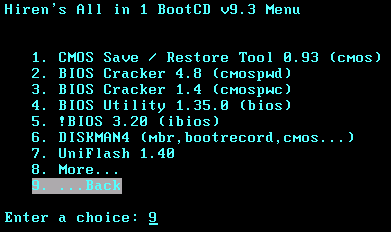 Hiren's All in 1 BootCD v9.3 Menu
1. CMOS Save / Restore Tool 0.93 (cmos)
2. BIOS Cracker 4.8 (cmospwd)
3. BIOS Cracker 1.4 (cmospwc)
4. BIOS Utility 1.35.0 (bios)
5. !BIOS 3.20 (ibios)
6. DISKMAN4 (mbr,bootrecord,cmos...)
7. UniFlash 1.40
8. More...
9. ...Back
Enter a choice: 9